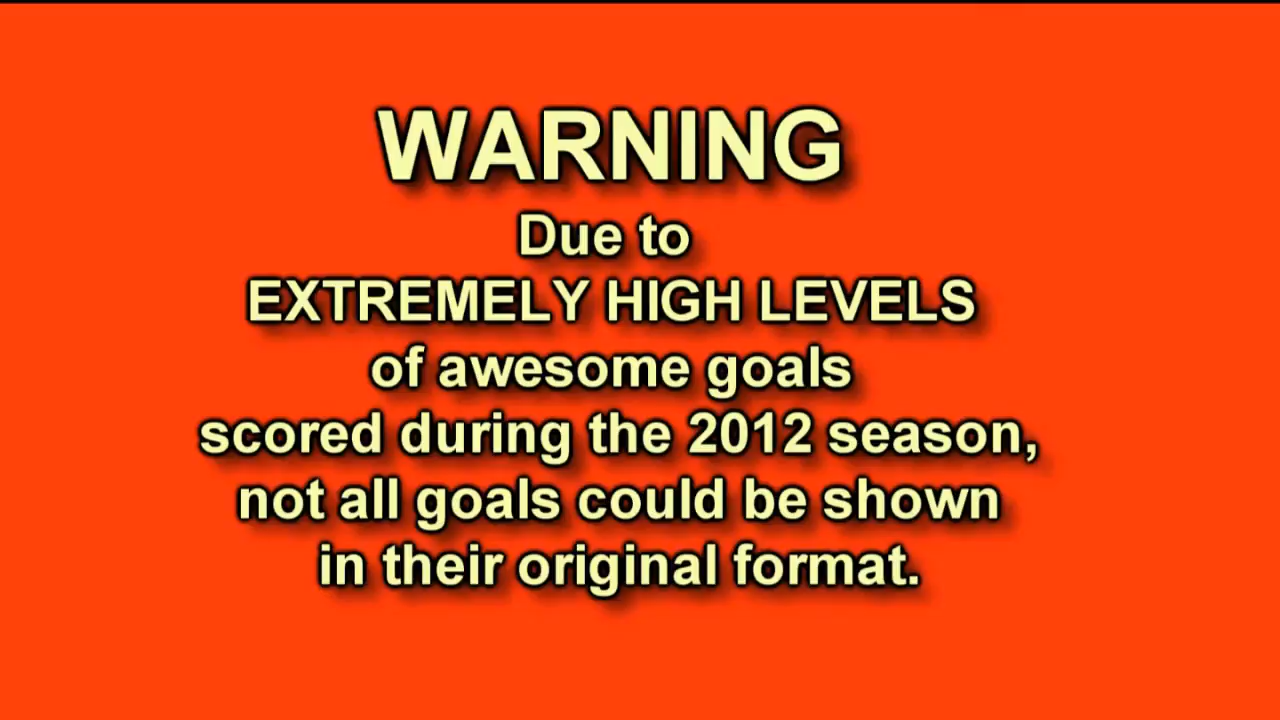 WARNING
Due to
EXTREMELY HIGH LEVELS
of awesome goals
scored during the 2012 season,
not all goals could be shown
in their original format.